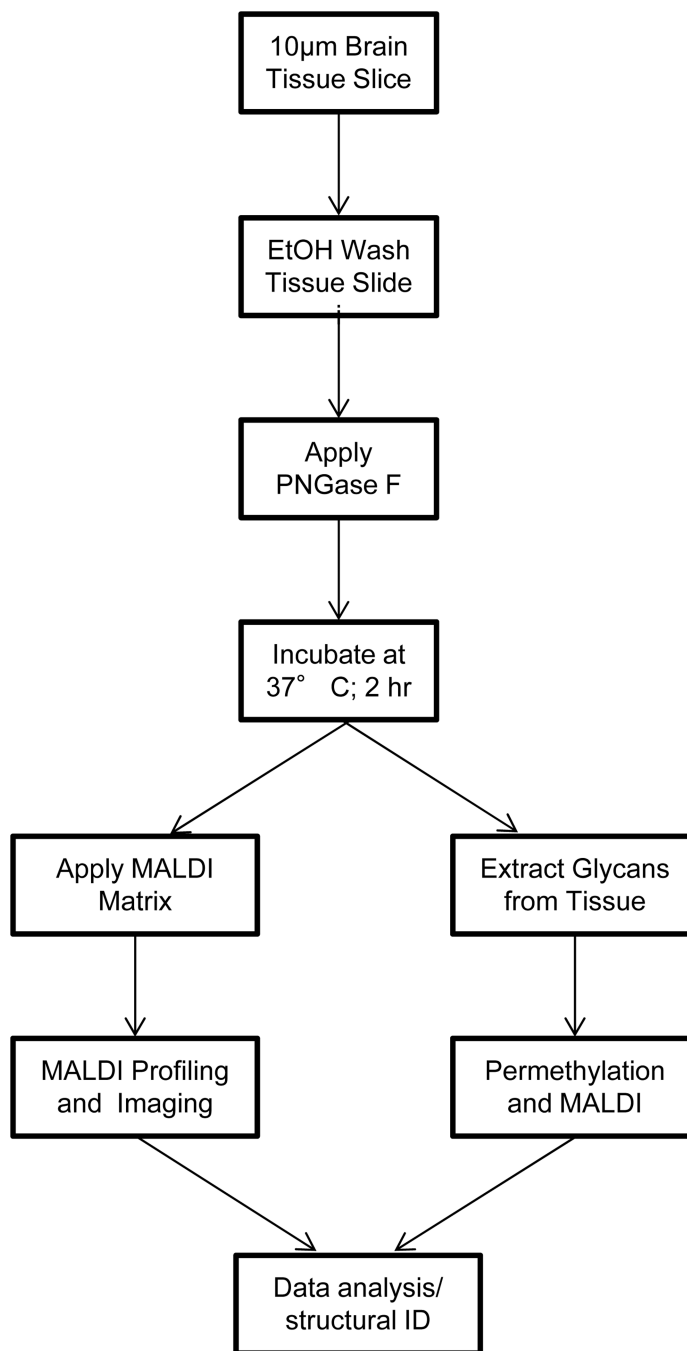 10µm Brain
Tissue Slice
EtOH Wash
Tissue Slide
Apply
PNGase F
Incubate at
37° C; 2 hr
Apply MALDI
Matrix
Extract Glycans
from Tissue
MALDI Profiling
and Imaging
Permethylation
and MALDI
Data analysis/
structural ID